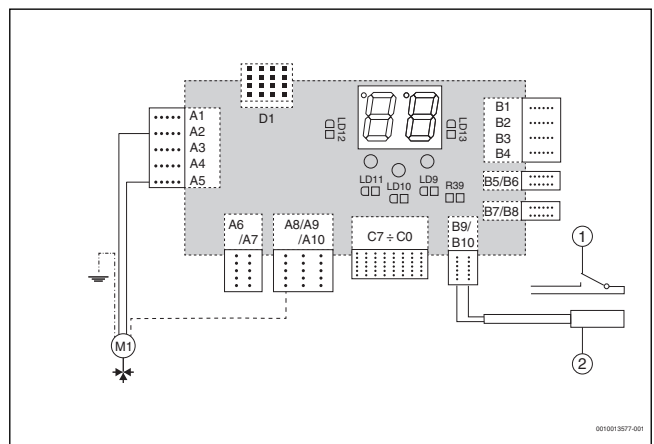 D1
LD12
LD13
A1
A2
A3
A4
A5
B1
B2
B3
B4
LD11
LD10
LD9
R39
B5/B6
B7/B8
A6
/A7
A8/A9
/A10
C7÷C0
B9/
B10
1
M1
2
0010013577-001